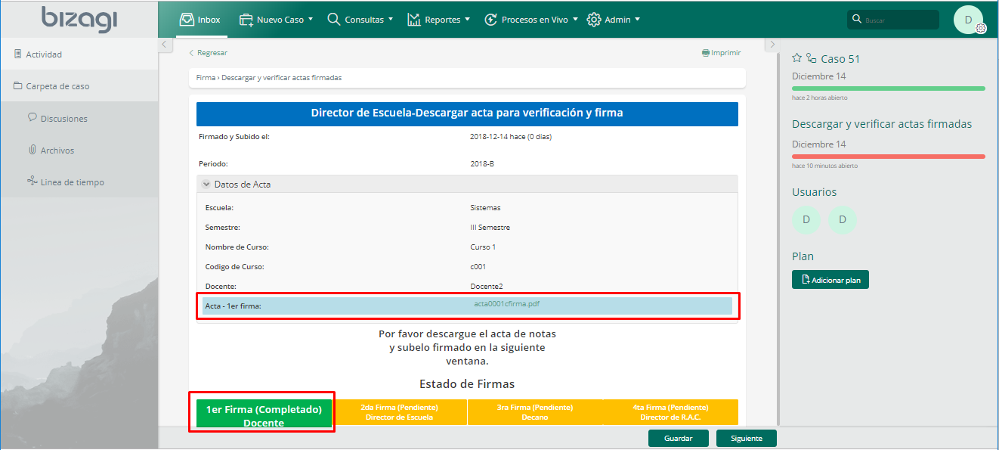 bizagi
Inbox
Nuevo Caso
Consultas
Reportes
Procesos en Vivo
Admin
Buscar
D
Actividad
Carpeta de caso
Discusiones
Archivos
Linea de tiempo
Regresar
Imprimir
Firma › Descargar y verificar actas firmadas
Director de Escuela-Descargar acta para verificación y firma
Firmado y Subido el: 2018-12-14 hace (0 dias)
Periodo: 2018-B
Datos de Acta
Escuela: Sistemas
Semestre: III Semestre
Nombre de Curso: Curso 1
Codigo de Curso: c001
Docente: Docente2
Acta - 1er firma: acta0001cfirma.pdf
Por favor descargue el acta de notas
y subelo firmado en la siguiente
ventana.
Estado de Firmas
1er Firma (Completado)
Docente
2da Firma (Pendiente)
Director de Escuela
3ra Firma (Pendiente)
Decano
4ta Firma (Pendiente)
Director de R.A.C.
Guardar
Siguiente
Caso 51
Diciembre 14
hace 2 horas abierto
Descargar y verificar actas firmadas
Diciembre 14
hace 10 minutos abierto
Usuarios
D D
Plan
Adicionar plan